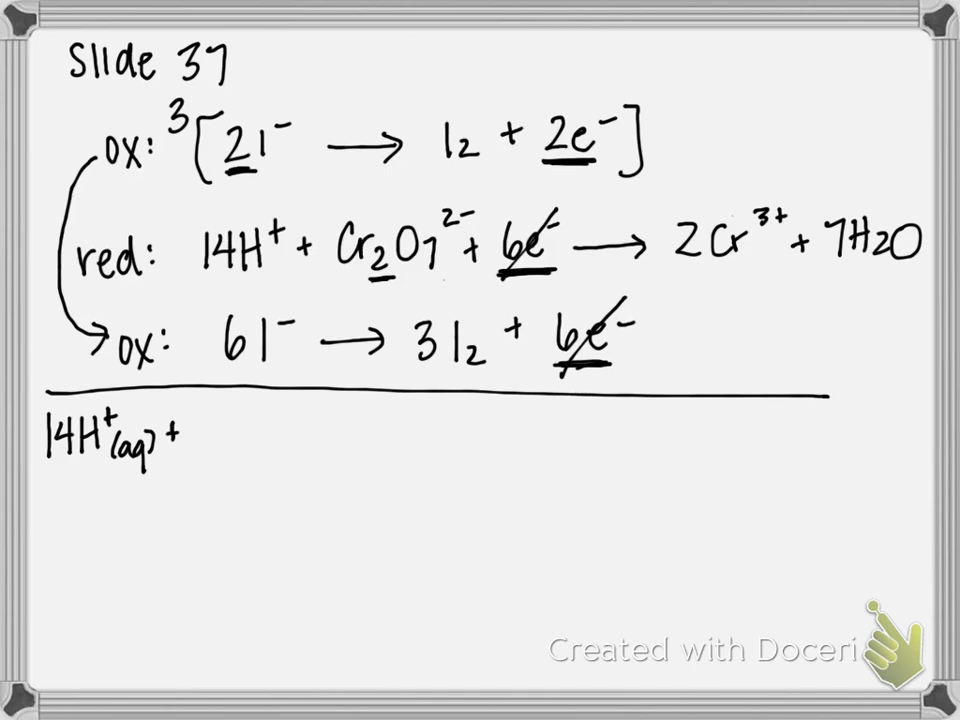 Slide 37
ox: 3[2I⁻ → I₂ + 2e⁻]
red: 14H⁺ + Cr₂O₇²⁻ + 6e⁻ → 2Cr³⁺ + 7H₂O
ox: 6I⁻ → 3I₂ + 6e⁻
14H⁺(aq) +
Created with Doceri